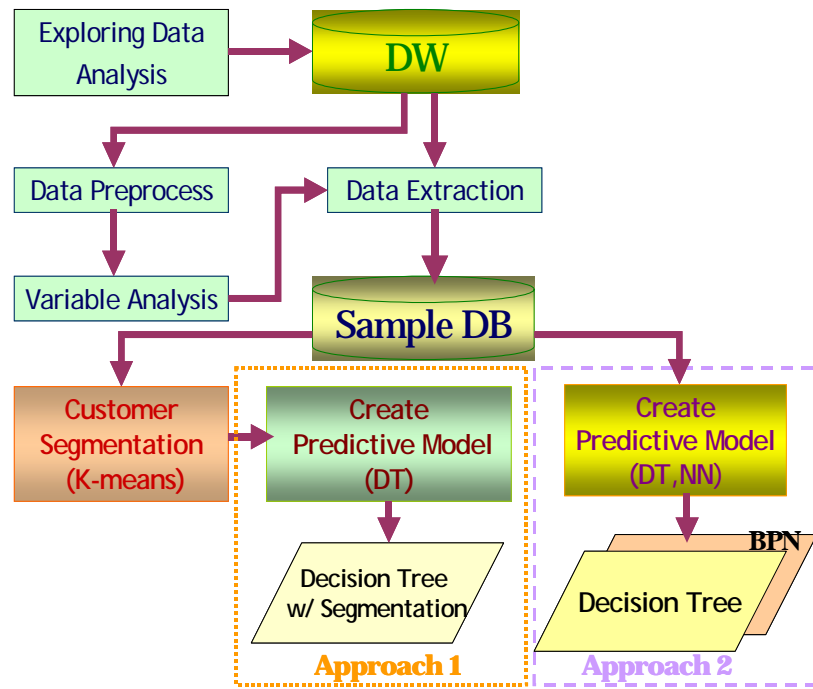 Exploring Data
Analysis
DW
Data Preprocess
Data Extraction
Variable Analysis
Sample DB
Customer
Segmentation
(K-means)
Create
Predictive Model
(DT)
Create
Predictive Model
(DT,NN)
Decision Tree
w/ Segmentation
BPN
Decision Tree
Approach 1
Approach 2